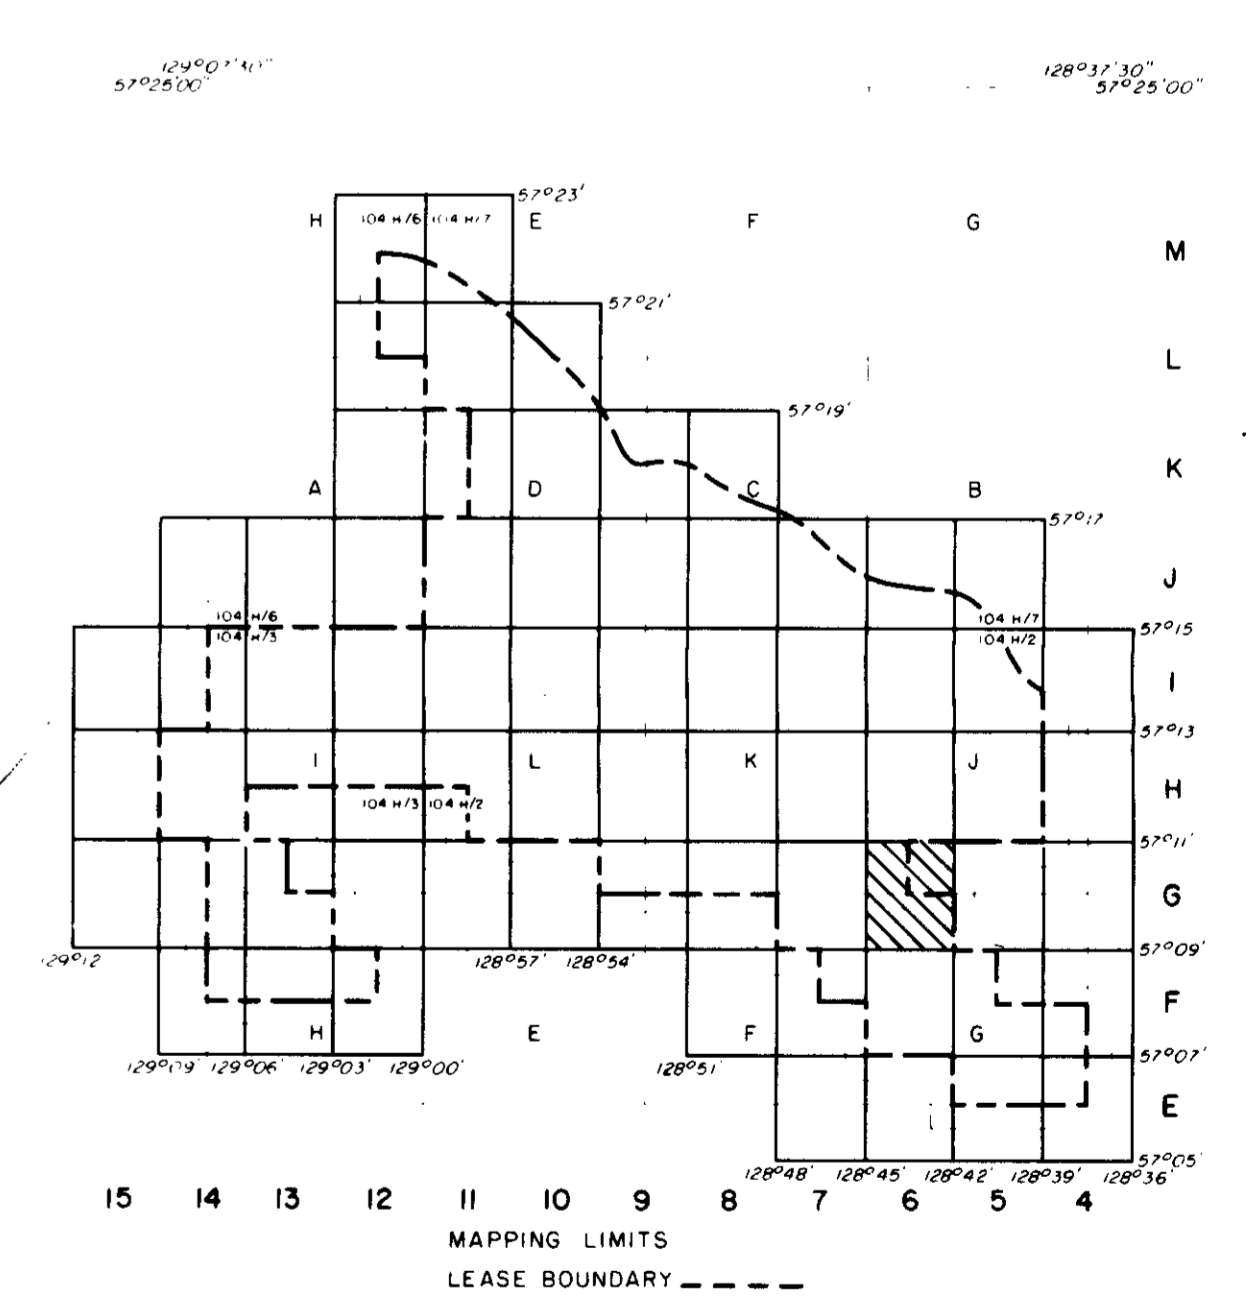 128°37'30"
57°25'00" 57°25'00"
57°23'
H 104 H/6 104 H/7 E F G
M
57°21'
L
57°19'
K
A D C B
57°17'
J
104 H/6 104 H/7
57°15'
104 H/3 104 H/2
I
57°13'
I L K J
H
104 H/3 104 H/2
57°11'
G
57°09'
129°12' 128°57' 128°54'
F
H E F G
57°07'
129°09' 129°06' 129°03' 129°00' 128°51'
E
57°05'
128°48' 128°45' 128°42' 128°39' 128°36'
15 14 13 12 11 10 9 8 7 6 5 4
MAPPING LIMITS
LEASE BOUNDARY